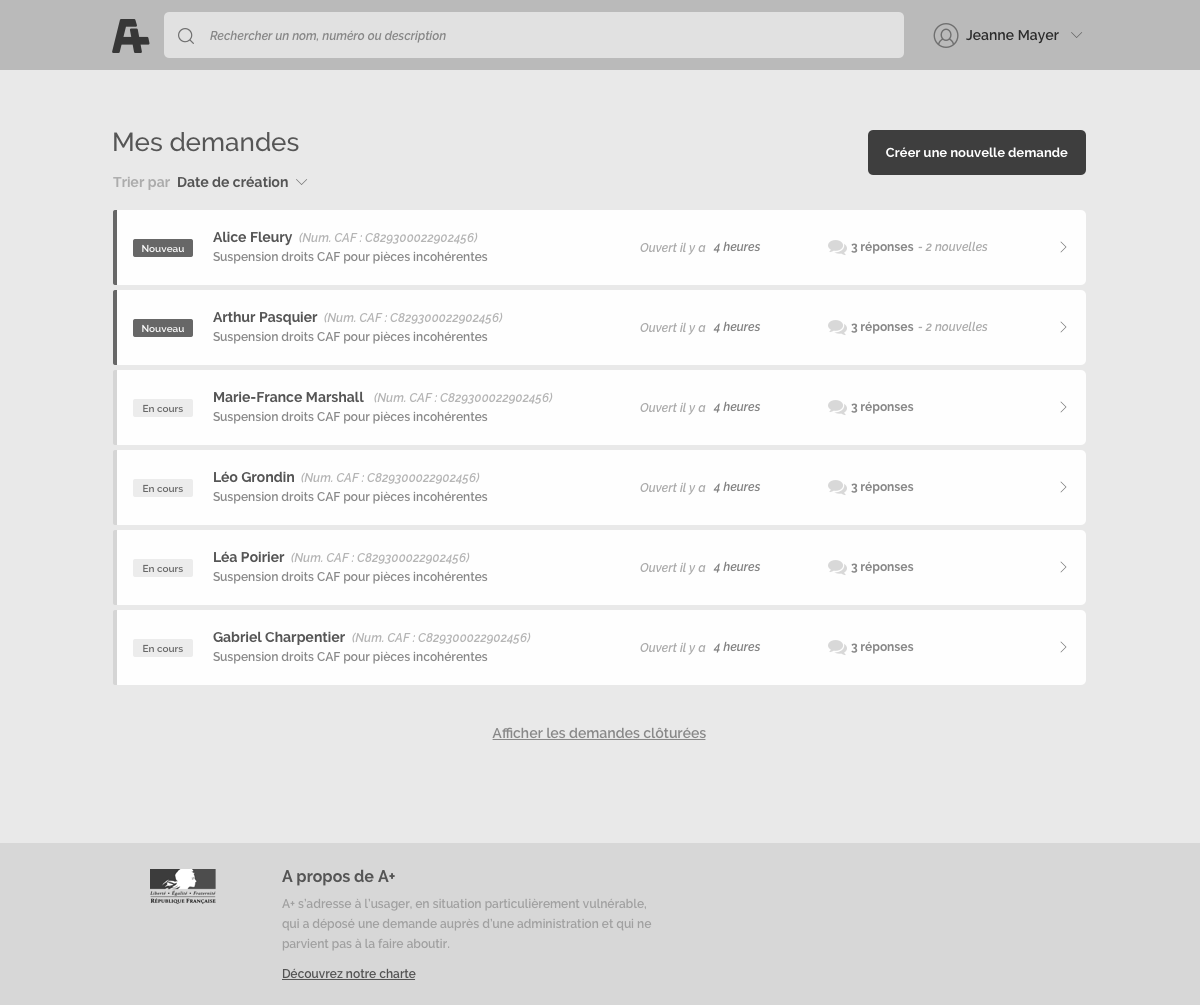 A+
Rechercher un nom, numéro ou description
Jeanne Mayer
Mes demandes
Créer une nouvelle demande
Trier par Date de création
Nouveau
Alice Fleury (Num. CAF : C829300022902456)
Suspension droits CAF pour pièces incohérentes
Ouvert il y a 4 heures
3 réponses - 2 nouvelles
Nouveau
Arthur Pasquier (Num. CAF : C829300022902456)
Suspension droits CAF pour pièces incohérentes
Ouvert il y a 4 heures
3 réponses - 2 nouvelles
En cours
Marie-France Marshall (Num. CAF : C829300022902456)
Suspension droits CAF pour pièces incohérentes
Ouvert il y a 4 heures
3 réponses
En cours
Léo Grondin (Num. CAF : C829300022902456)
Suspension droits CAF pour pièces incohérentes
Ouvert il y a 4 heures
3 réponses
En cours
Léa Poirier (Num. CAF : C829300022902456)
Suspension droits CAF pour pièces incohérentes
Ouvert il y a 4 heures
3 réponses
En cours
Gabriel Charpentier (Num. CAF : C829300022902456)
Suspension droits CAF pour pièces incohérentes
Ouvert il y a 4 heures
3 réponses
Afficher les demandes clôturées
Liberté • Égalité • Fraternité
RÉPUBLIQUE FRANÇAISE
A propos de A+
A+ s'adresse à l'usager, en situation particulièrement vulnérable,
qui a déposé une demande auprès d'une administration et qui ne
parvient pas à la faire aboutir.
Découvrez notre charte